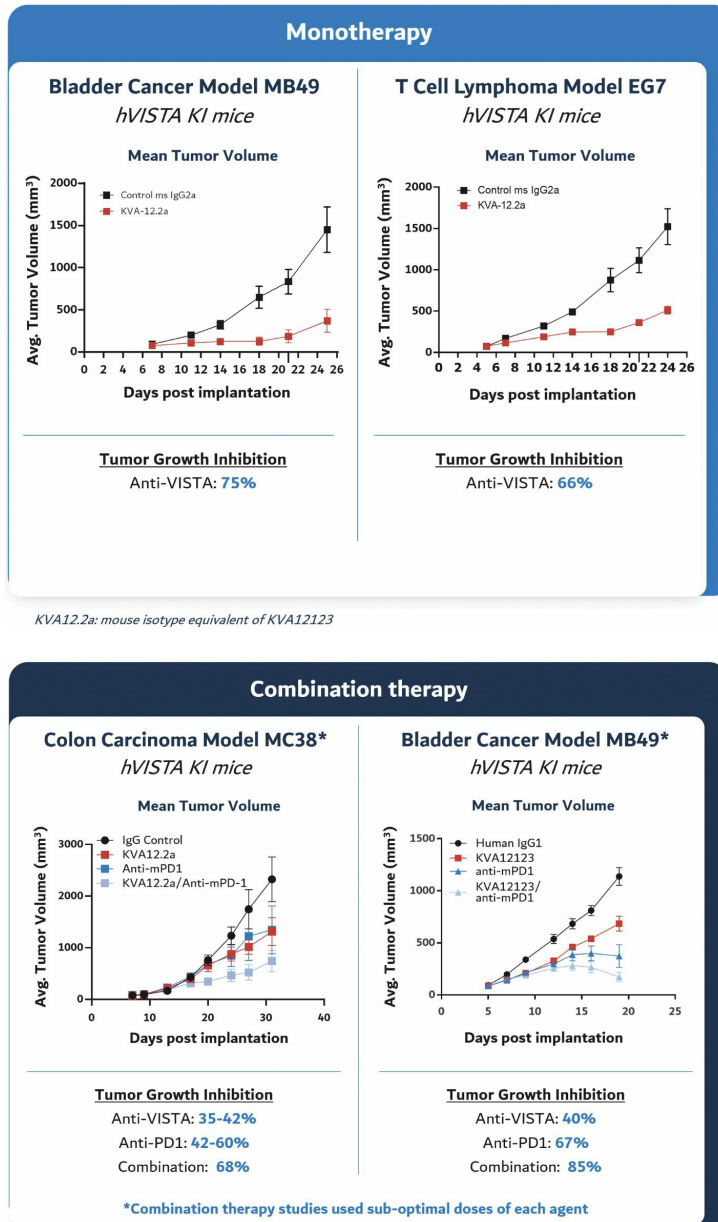 Monotherapy
Bladder Cancer Model MB49
hVISTA KI mice
Mean Tumor Volume
Avg. Tumor Volume (mm³)
2000
1500
1000
500
0
Control ms IgG2a
KVA-12.2a
0 2 4 6 8 10 12 14 16 18 20 22 24 26
Days post implantation
Tumor Growth Inhibition
Anti-VISTA: 75%
T Cell Lymphoma Model EG7
hVISTA KI mice
Mean Tumor Volume
Avg. Tumor Volume (mm³)
2000
1500
1000
500
0
Control ms IgG2a
KVA-12.2a
0 2 4 6 8 10 12 14 16 18 20 22 24 26
Days post implantation
Tumor Growth Inhibition
Anti-VISTA: 66%
KVA12.2a: mouse isotype equivalent of KVA12123
Combination therapy
Colon Carcinoma Model MC38*
hVISTA KI mice
Mean Tumor Volume
Avg. Tumor Volume (mm³)
3000
2000
1000
0
IgG Control
KVA12.2a
Anti-mPD1
KVA12.2a/Anti-mPD-1
0 10 20 30 40
Days post implantation
Tumor Growth Inhibition
Anti-VISTA: 35-42%
Anti-PD1: 42-60%
Combination: 68%
Bladder Cancer Model MB49*
hVISTA KI mice
Mean Tumor Volume
Avg. Tumor Volume (mm³)
1500
1000
500
0
Human IgG1
KVA12123
anti-mPD1
KVA12123/
anti-mPD1
0 5 10 15 20 25
Days post implantation
Tumor Growth Inhibition
Anti-VISTA: 40%
Anti-PD1: 67%
Combination: 85%
*Combination therapy studies used sub-optimal doses of each agent